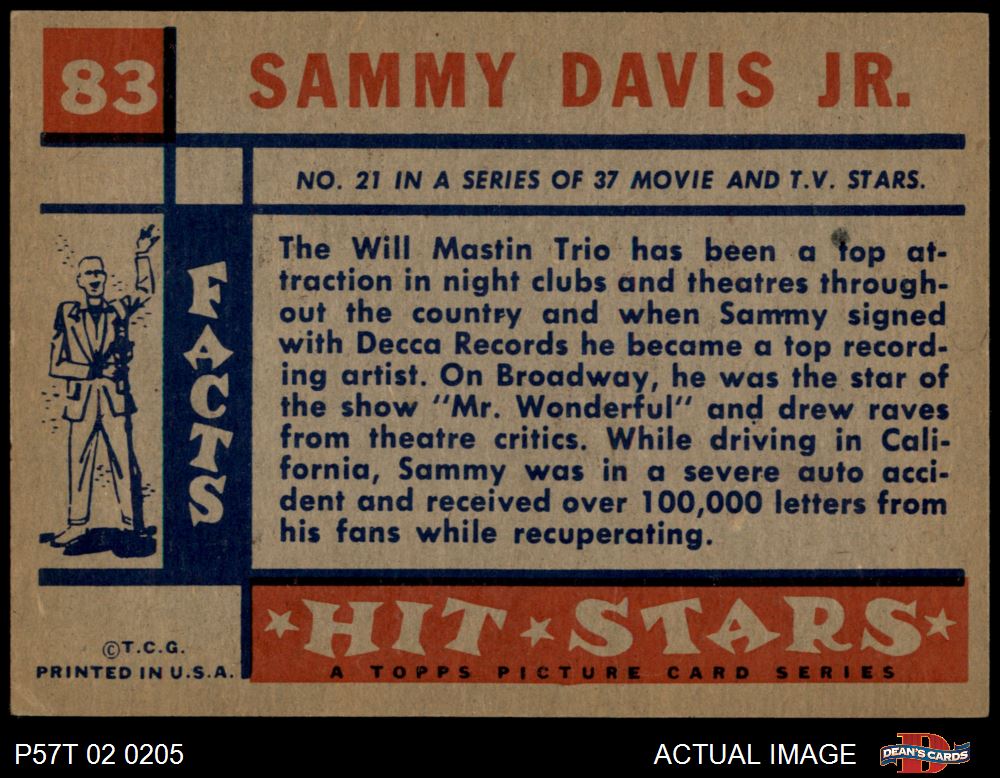 83
SAMMY DAVIS JR.
NO. 21 IN A SERIES OF 37 MOVIE AND T.V. STARS.
FACTS
The Will Mastin Trio has been a top at-
traction in night clubs and theatres through-
out the country and when Sammy signed
with Decca Records he became a top record-
ing artist. On Broadway, he was the star of
the show "Mr. Wonderful" and drew raves
from theatre critics. While driving in Cali-
fornia, Sammy was in a severe auto acci-
dent and received over 100,000 letters from
his fans while recuperating.
©T.C.G.
PRINTED IN U.S.A.
HIT STARS
A TOPPS PICTURE CARD SERIES
P57T 02 0205
ACTUAL IMAGE
D
DEAN'S CARDS